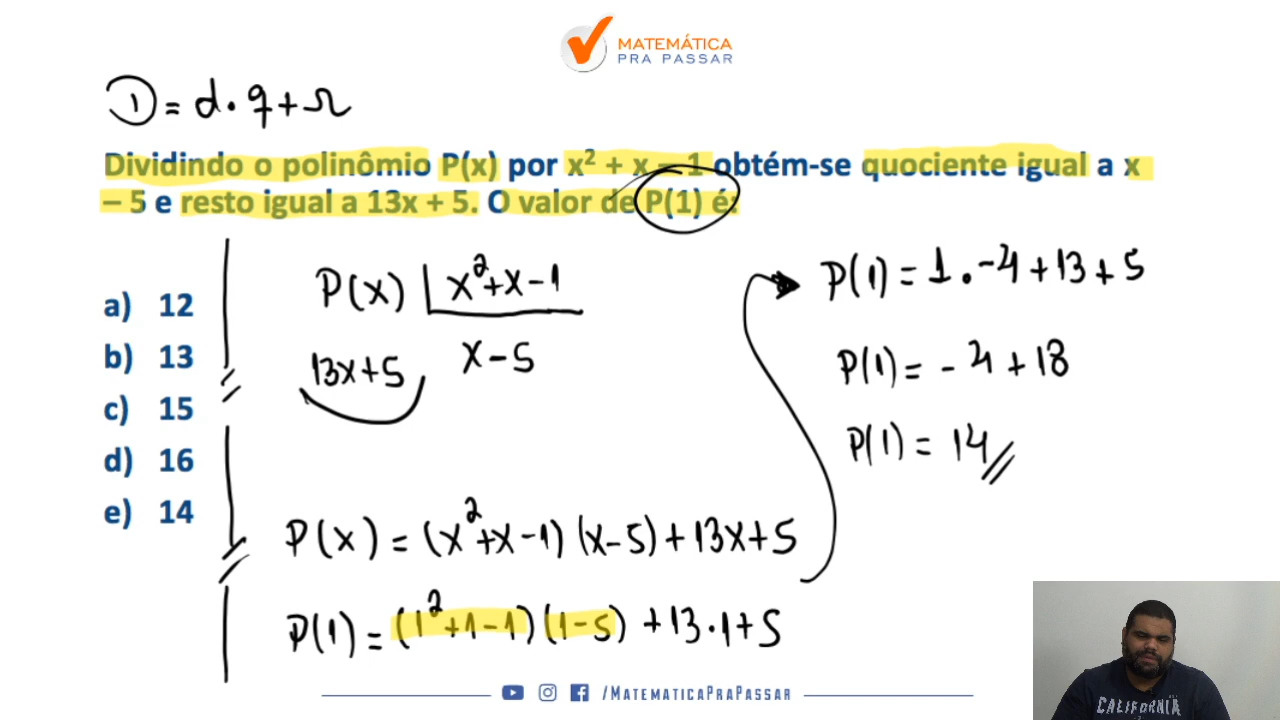 MATEMÁTICA
PRA PASSAR
D = d . q + r
Dividindo o polinômio P(x) por x² + x – 1 obtém-se quociente igual a x
– 5 e resto igual a 13x + 5. O valor de P(1) é:
a) 12
b) 13
c) 15
d) 16
e) 14
P(x) | x²+x-1
13x+5 x-5
P(x) = (x²+x-1)(x-5)+13x+5
P(1) = (1²+1-1)(1-5)+13.1+5
P(1) = 1.-4+13+5
P(1) = -4+18
P(1) = 14//
/MATEMATICAPRAPASSAR
CALIFORNIA